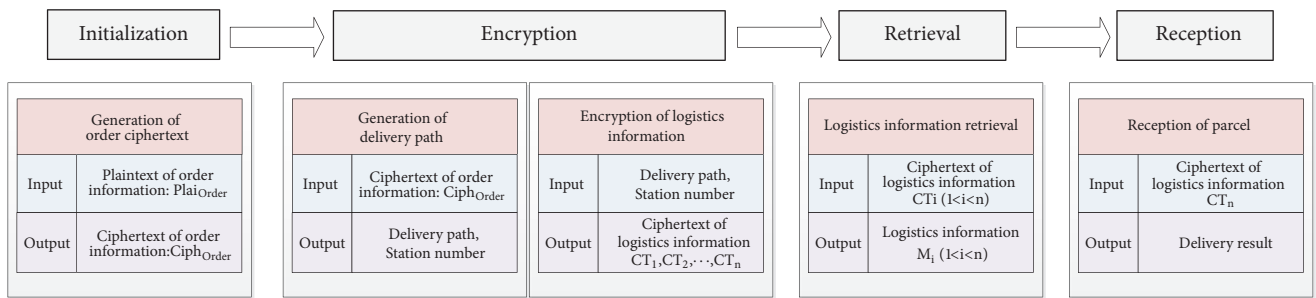 Initialization
Encryption
Retrieval
Reception
Generation of
order ciphertext
Input
Plaintext of order
information: Plai_Order
Output
Ciphertext of order
information:Ciph_Order
Generation of
delivery path
Input
Ciphertext of order
information: Ciph_Order
Output
Delivery path,
Station number
Encryption of logistics
information
Input
Delivery path,
Station number
Output
Ciphertext of
logistics information
CT_1,CT_2,···,CT_n
Logistics information retrieval
Input
Ciphertext of
logistics information
CTi (1<i<n)
Output
Logistics information
M_i (1<i<n)
Reception of parcel
Input
Ciphertext of
logistics information
CT_n
Output
Delivery result